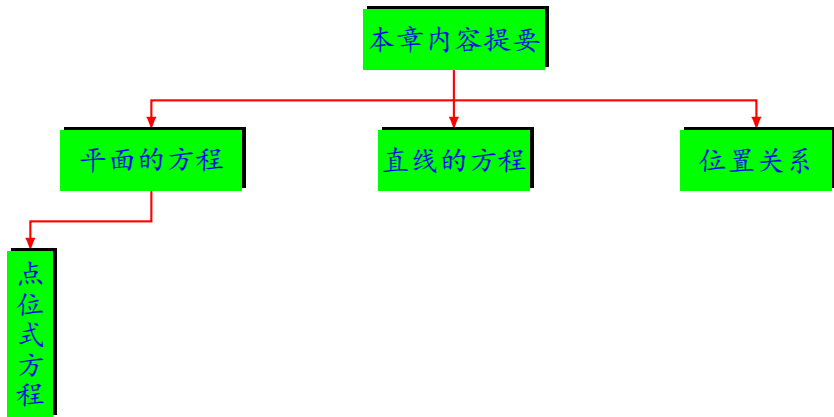 本章内容提要
平面的方程
直线的方程
位置关系
点位式方程